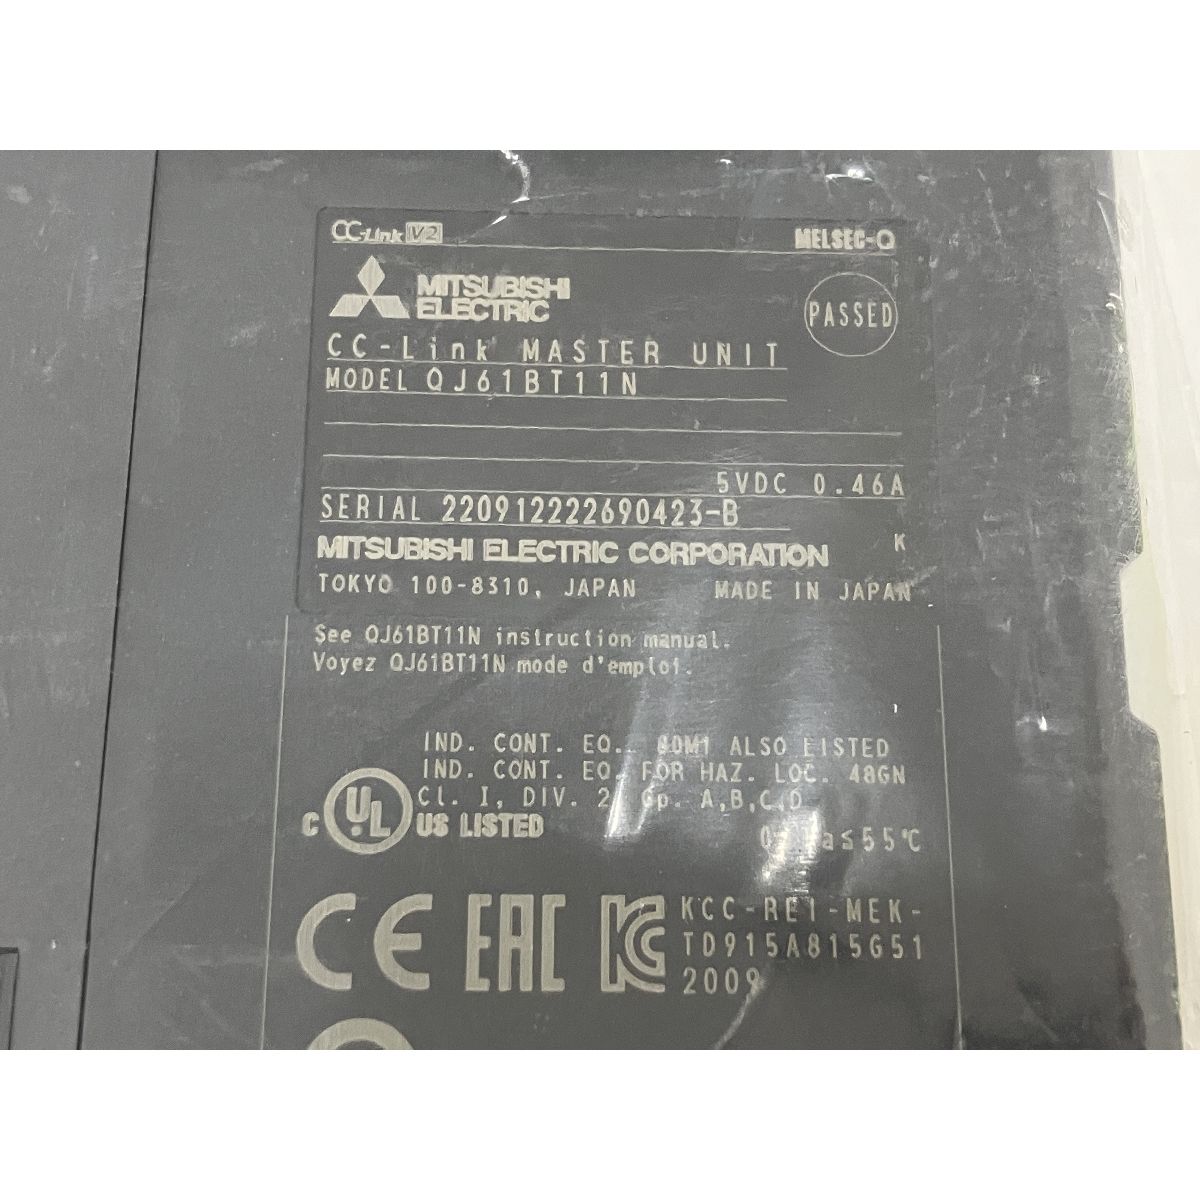 CC-Link V2
MELSEC-Q
MITSUBISHI
ELECTRIC
PASSED
CC-Link MASTER UNIT
MODEL QJ61BT11N
5VDC 0.46A
SERIAL 220912222690423-B
K
MITSUBISHI ELECTRIC CORPORATION
TOKYO 100-8310, JAPAN MADE IN JAPAN
See QJ61BT11N instruction manual.
Voyez QJ61BT11N mode d'emploi.
IND. CONT. EQ. ALSO LISTED
IND. CONT. EQ. FOR HAZ. LOC. 48GN
CL. I, DIV. 2, Gp. A,B,C,D
C UL US LISTED
≤55℃
CE EAC KC
KCC-REI-MEK-
TD915A815G51
2009